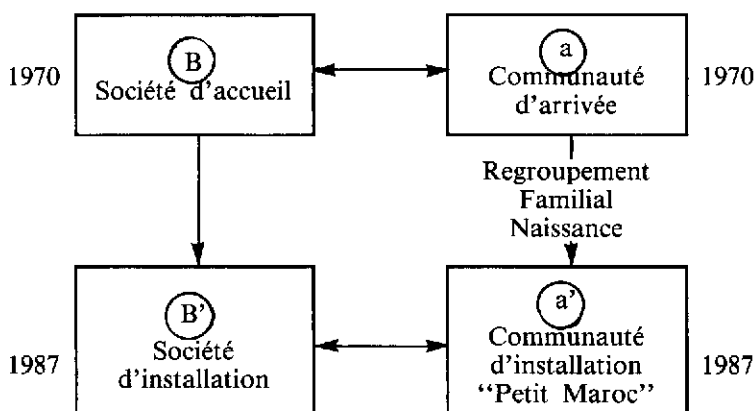 B
a
1970
Société d'accueil
Communauté
d'arrivée
1970
Regroupement
Familial
Naissance
B'
a'
1987
Société
d'installation
Communauté
d'installation
“Petit Maroc”
1987